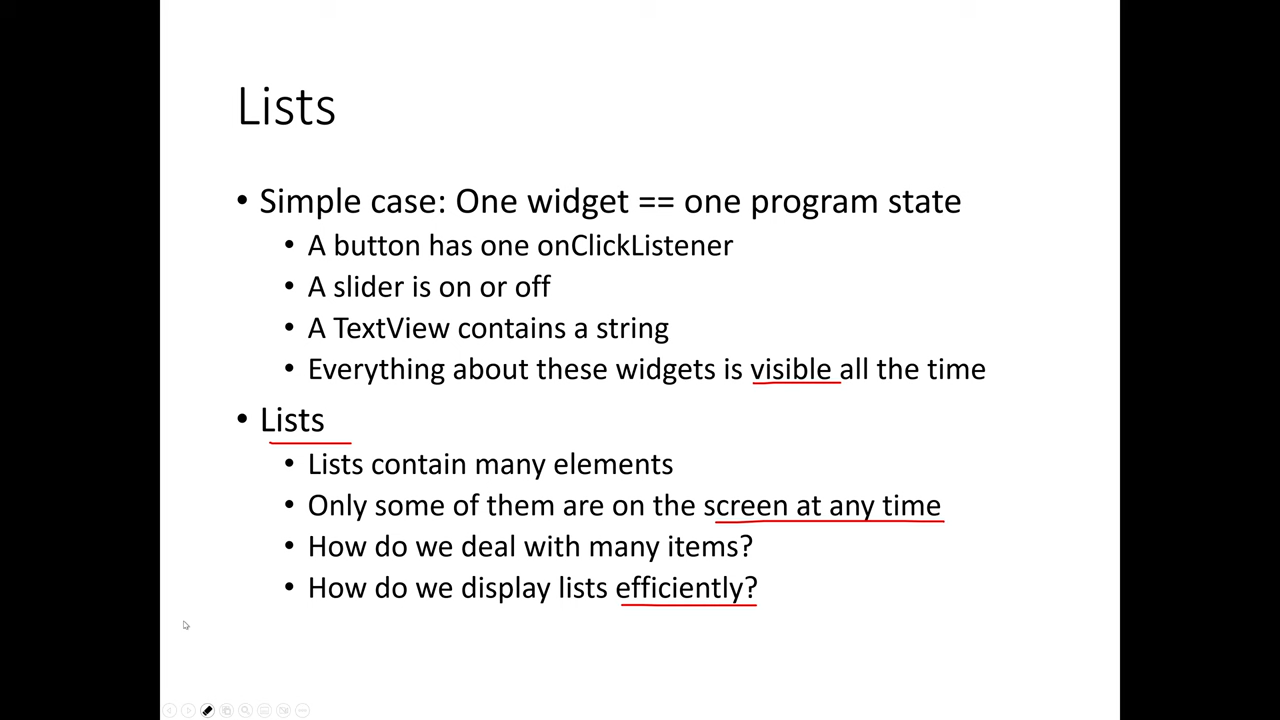 Lists
• Simple case: One widget == one program state
• A button has one onClickListener
• A slider is on or off
• A TextView contains a string
• Everything about these widgets is visible all the time
• Lists
• Lists contain many elements
• Only some of them are on the screen at any time
• How do we deal with many items?
• How do we display lists efficiently?